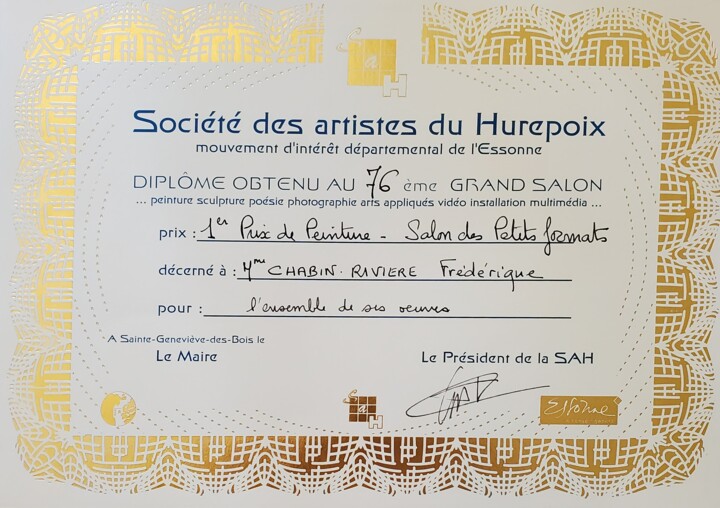 S a H
Société des artistes du Hurepoix
mouvement d'intérêt départemental de l'Essonne
DIPLÔME OBTENU AU 76 ème GRAND SALON
... peinture sculpture poésie photographie arts appliqués vidéo installation multimédia ...
prix : 1er Prix de Peinture - Salon des Petits formats
décerné à : Mme CHABIN-RIVIERE Frédérique
pour : l'ensemble de ses oeuvres
A Sainte-Geneviève-des-Bois le
Le Maire
Le Président de la SAH
S a H
Essonne